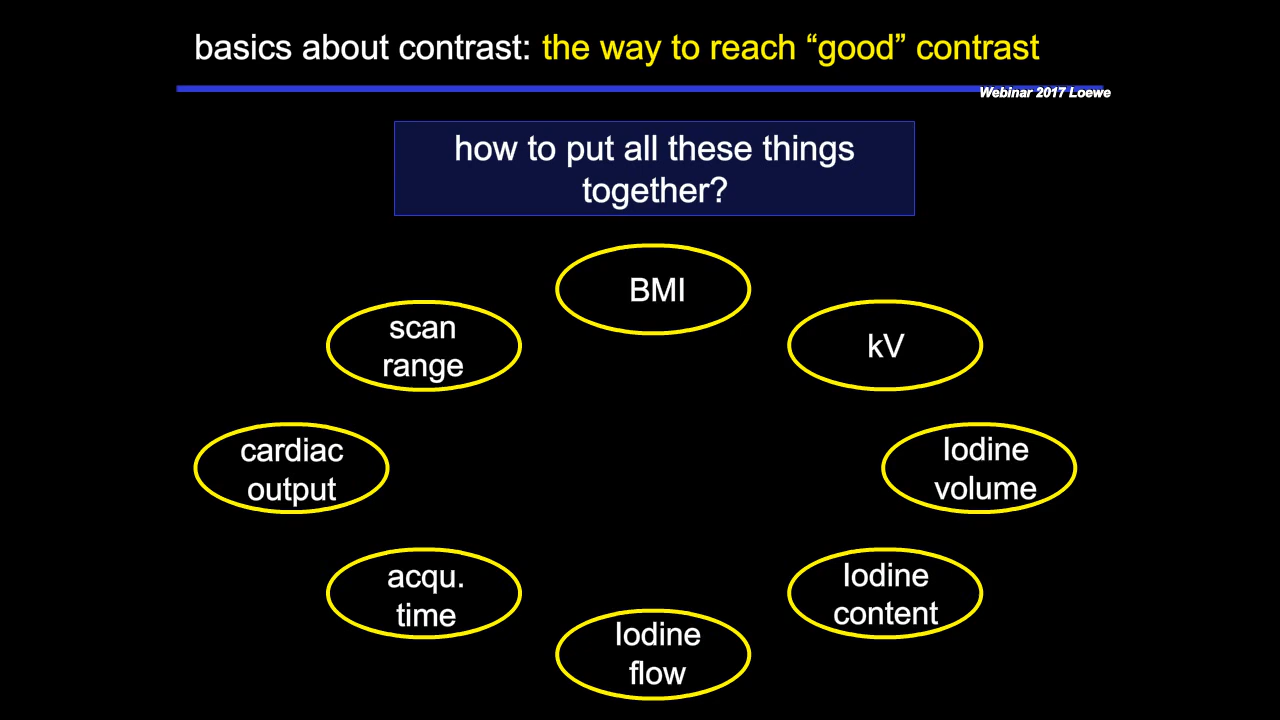 basics about contrast: the way to reach “good” contrast
Webinar 2017 Loewe
how to put all these things
together?
BMI
scan
range
kV
cardiac
output
Iodine
volume
acqu.
time
Iodine
content
Iodine
flow